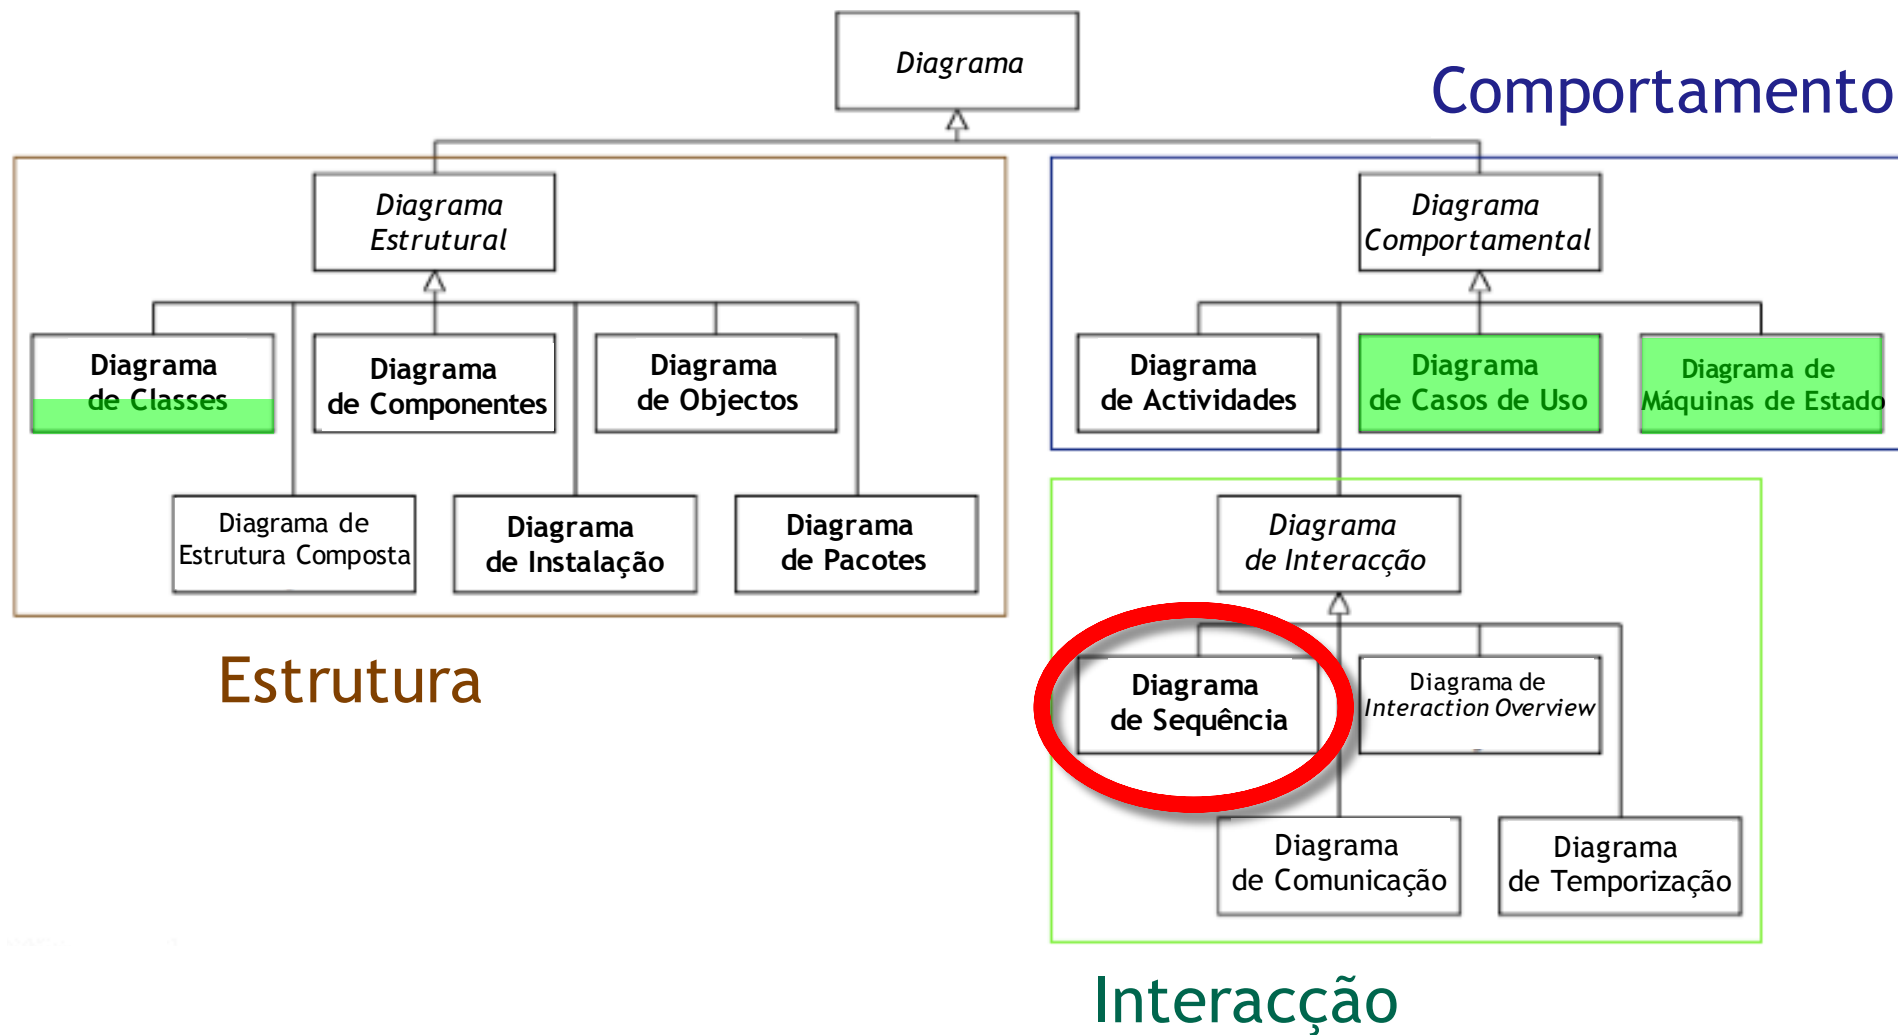 Diagrama
Comportamento
Diagrama
Estrutural
Diagrama
Comportamental
Diagrama
de Classes
Diagrama
de Componentes
Diagrama
de Objectos
Diagrama
de Actividades
Diagrama
de Casos de Uso
Diagrama de
Máquinas de Estado
Diagrama de
Estrutura Composta
Diagrama
de Instalação
Diagrama
de Pacotes
Diagrama
de Interacção
Estrutura
Diagrama
de Sequência
Diagrama de
Interaction Overview
Diagrama
de Comunicação
Diagrama
de Temporização
Interacção